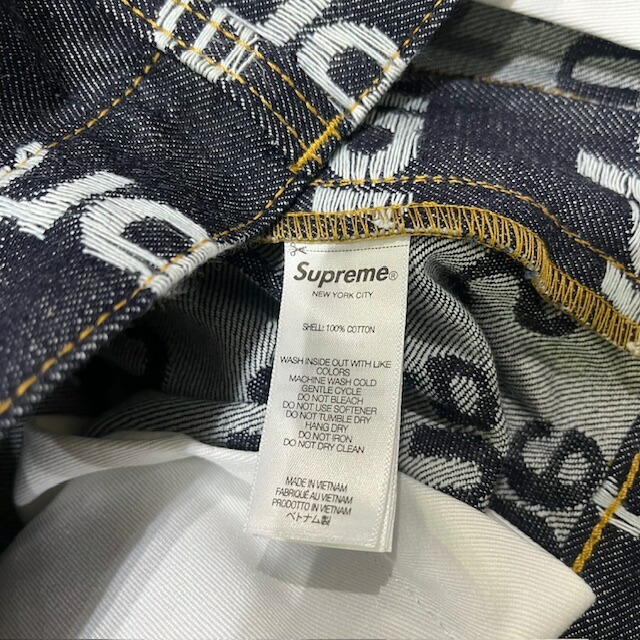 Supreme®
NEW YORK CITY
SHELL: 100% COTTON
WASH INSIDE OUT WITH LIKE
COLORS
MACHINE WASH COLD
GENTLE CYCLE
DO NOT BLEACH
DO NOT USE SOFTENER
DO NOT TUMBLE DRY
HANG DRY
DO NOT IRON
DO NOT DRY CLEAN
MADE IN VIETNAM
FABRIQUÉ AU VIETNAM
PRODOTTO IN VIETNAM
ベトナム製